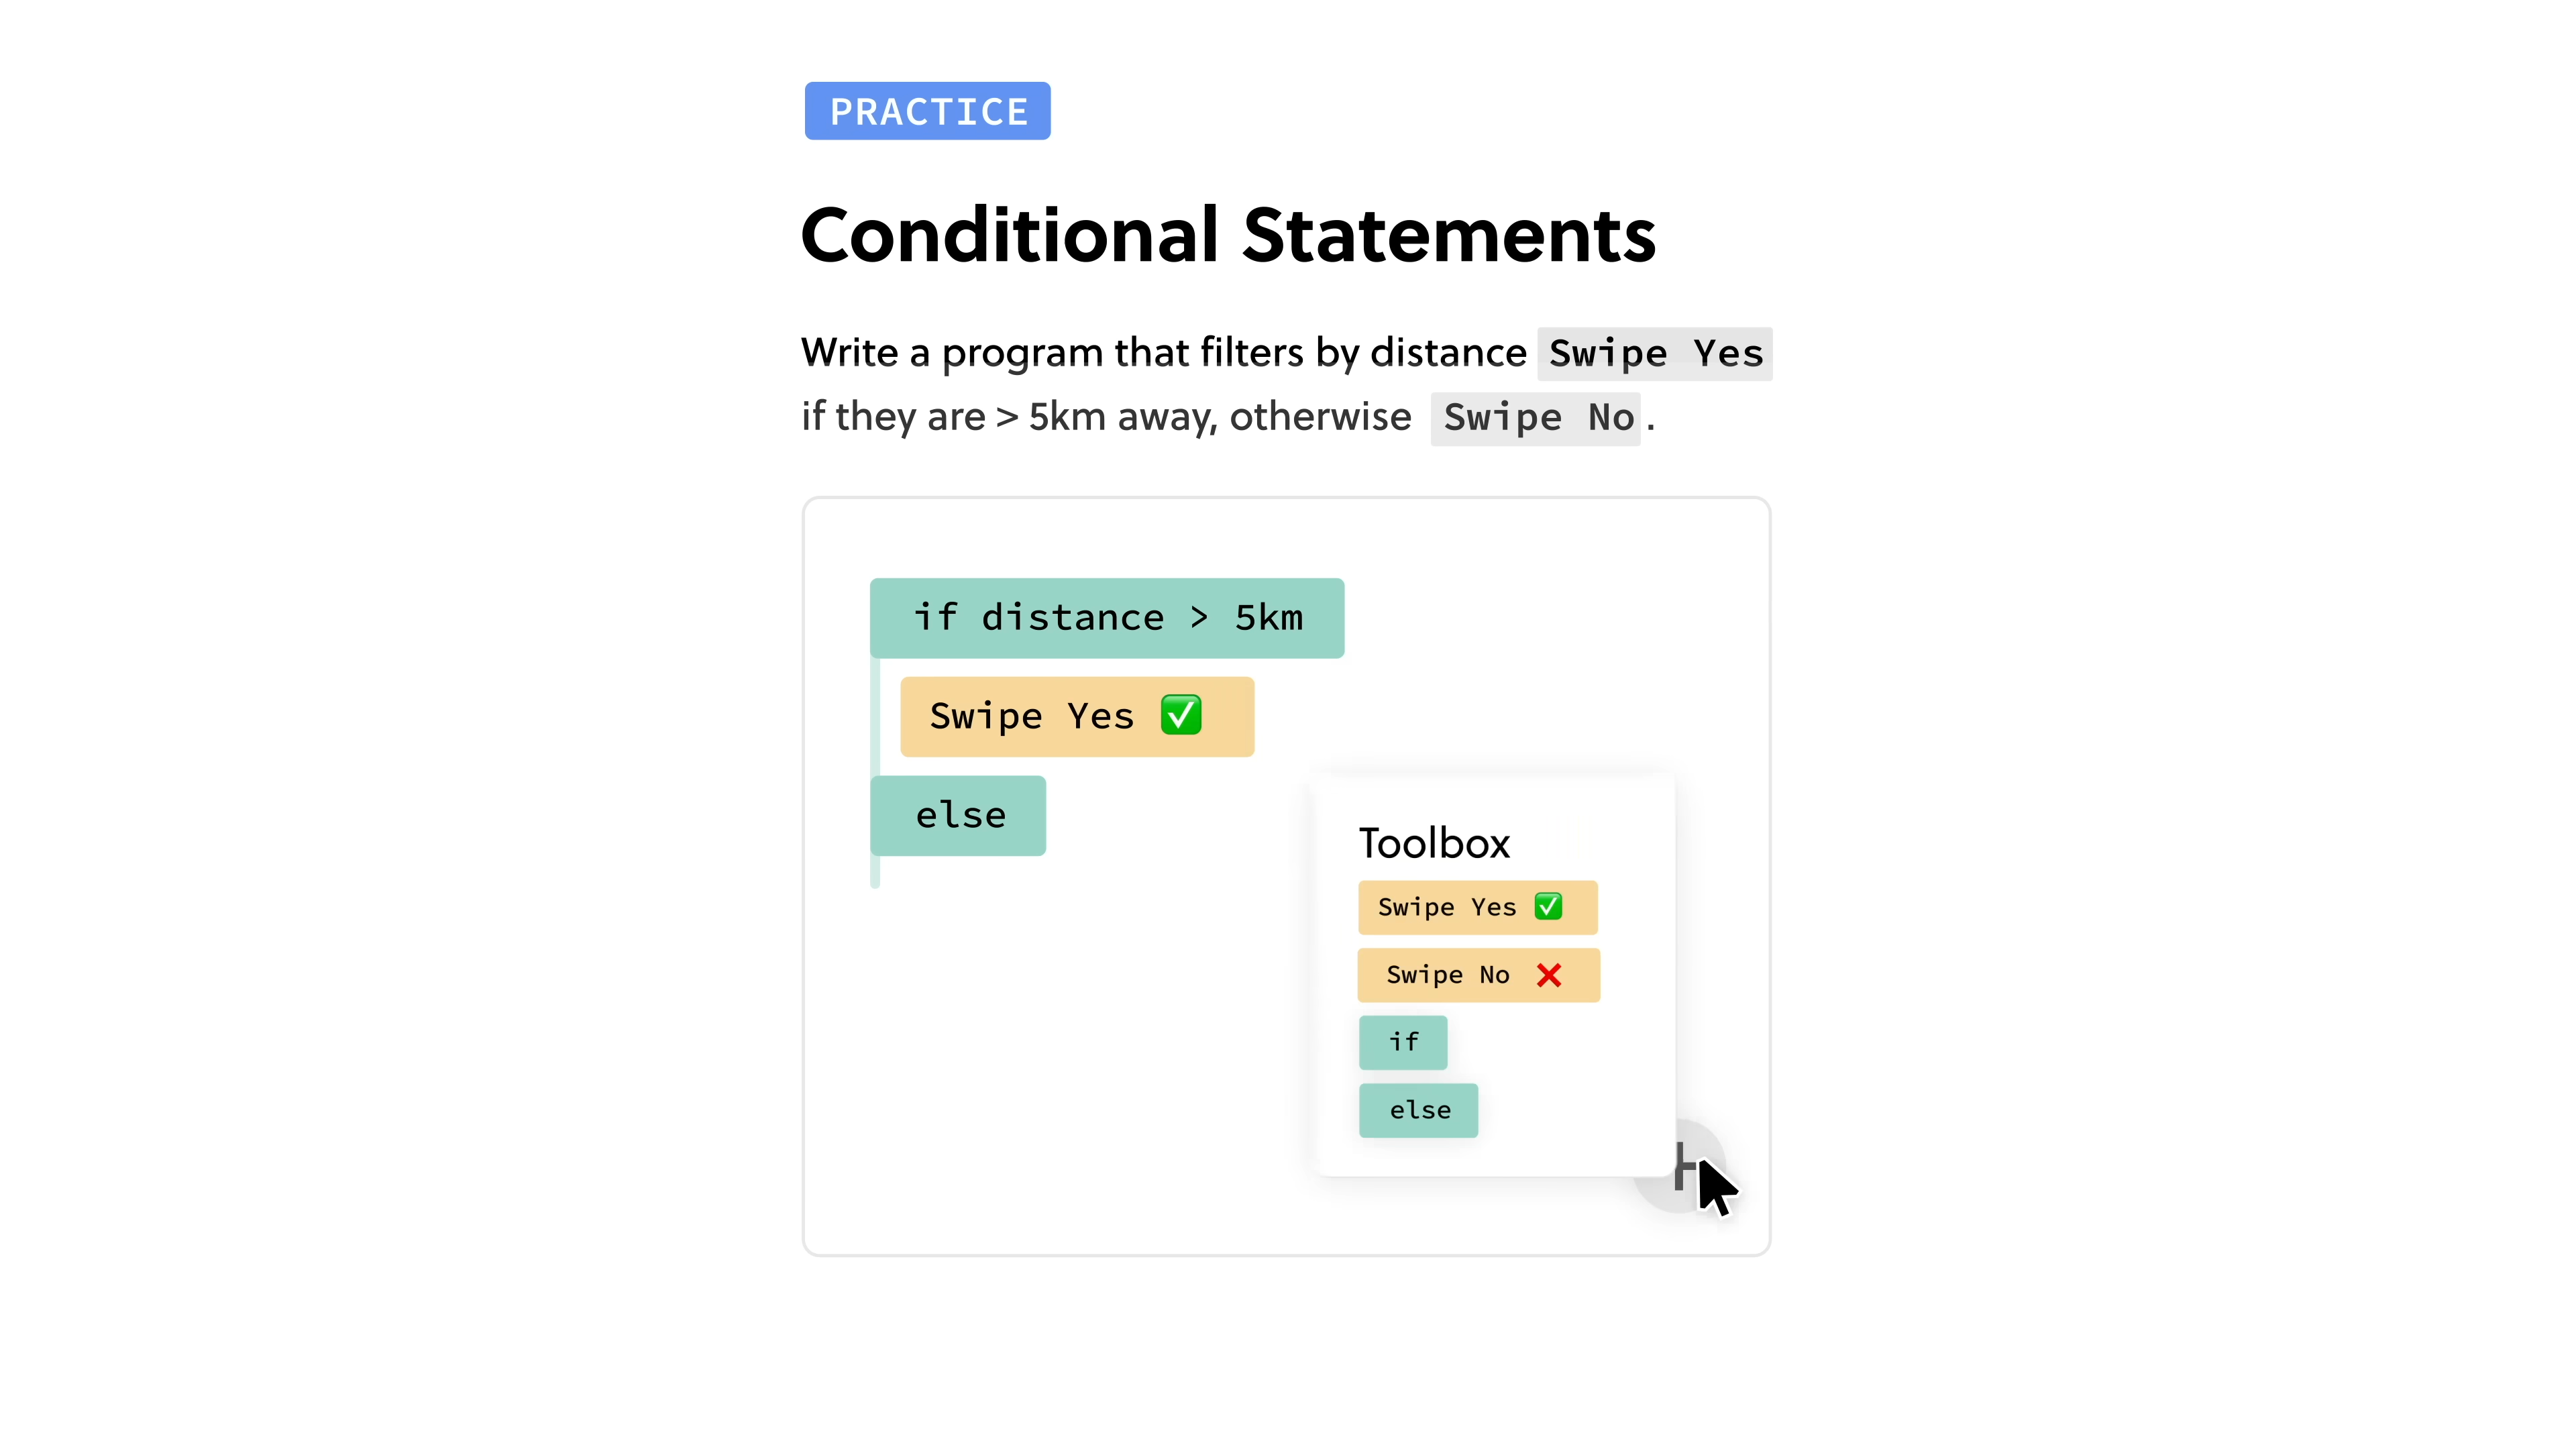 PRACTICE
Conditional Statements
Write a program that filters by distance Swipe Yes
if they are > 5km away, otherwise Swipe No.
if distance > 5km
Swipe Yes ✅
else
Toolbox
Swipe Yes ✅
Swipe No ❌
if
else